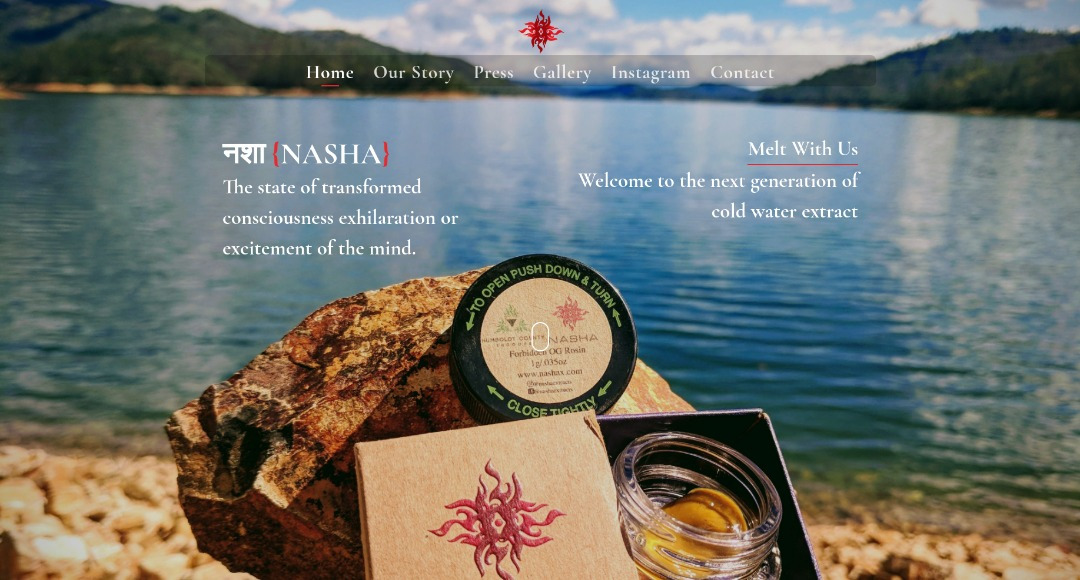 Home Our Story Press Gallery Instagram Contact
नशा {NASHA}
The state of transformed
consciousness exhilaration or
excitement of the mind.
Melt With Us
Welcome to the next generation of
cold water extract
TO OPEN PUSH DOWN & TURN
HUMBOLDT COUNTY
NASHA
Forbidden OG Rosin
1g/.035oz
www.nashax.com
CLOSE TIGHTLY